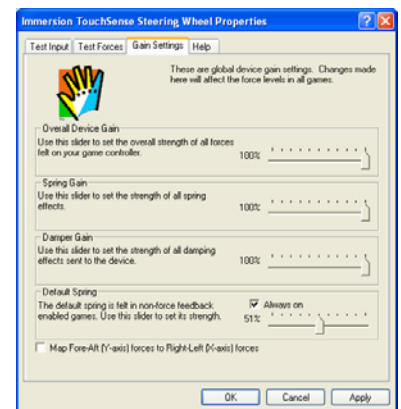 Immersion TouchSense Steering Wheel Properties
Test Input Test Forces Gain Settings Help
These are global device gain settings. Changes made
here will affect the force levels in all games.
Overall Device Gain
Use this slider to set the overall strength of all forces
felt on your game controller.
100%
Spring Gain
Use this slider to set the strength of all spring
effects.
100%
Damper Gain
Use this slider to set the strength of all damping
effects sent to the device.
100%
Default Spring
The default spring is felt in non-force feedback
enabled games. Use this slider to set its strength.
Always on
51%
Map Fore-Aft (Y-axis) forces to Right-Left (X-axis) forces
OK Cancel Apply